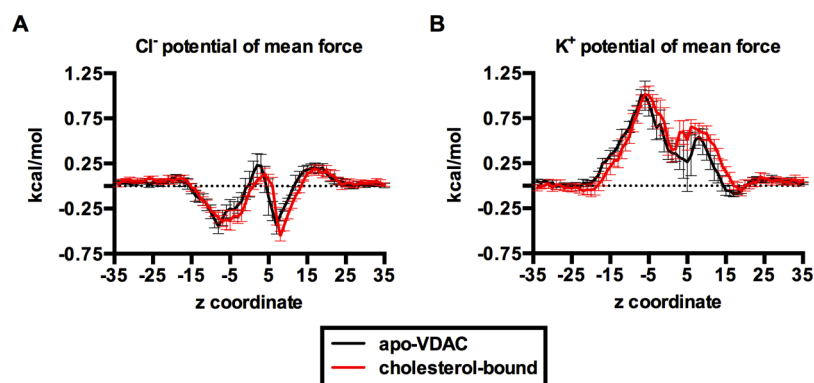 A
Cl⁻ potential of mean force
kcal/mol
1.25
0.75
0.25
-0.25
-0.75
-35 -25 -15 -5 5 15 25 35
z coordinate
B
K⁺ potential of mean force
kcal/mol
1.25
0.75
0.25
-0.25
-0.75
-35 -25 -15 -5 5 15 25 35
z coordinate
apo-VDAC
cholesterol-bound